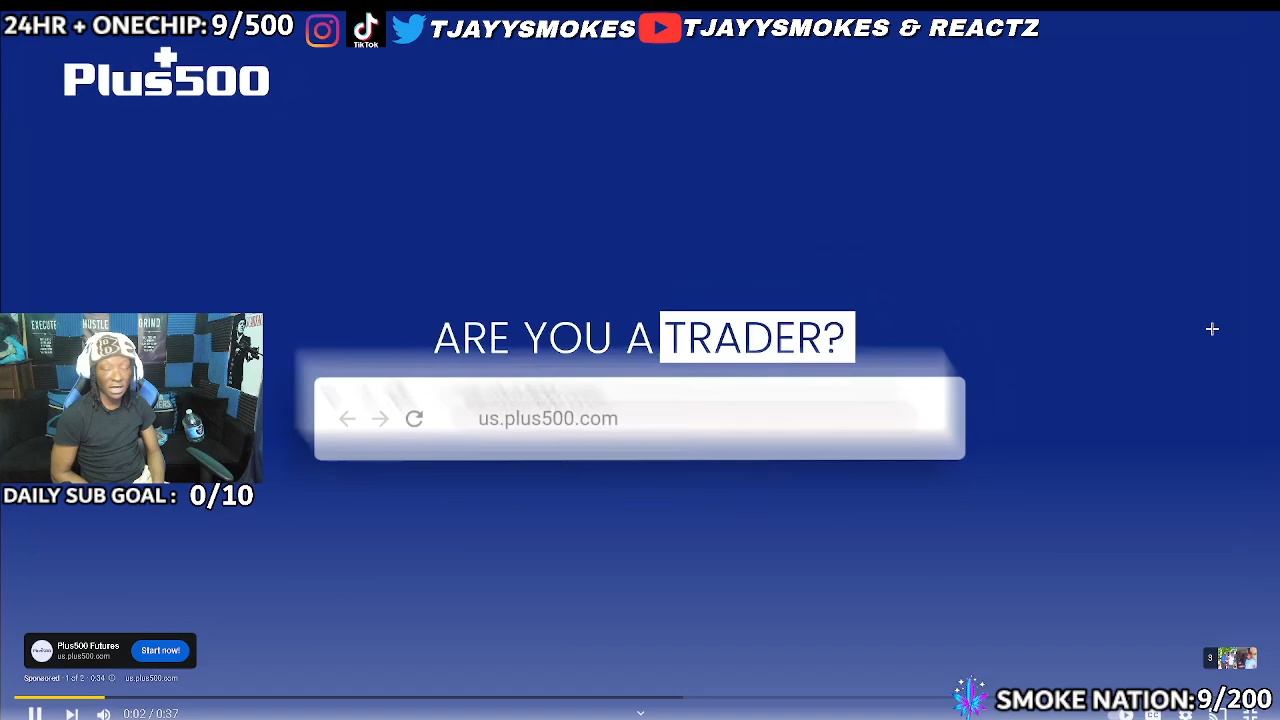 24HR + ONECHIP: 9/500
TikTok
TJAYYSMOKES
TJAYYSMOKES & REACTZ
Plus500
ARE YOU A TRADER?
us.plus500.com
EXECUTE
HUSTLE
GRIND
DAILY SUB GOAL : 0/10
Plus500 Futures
us.plus500.com
Start now!
Sponsored · 1 of 2 · 0:34
us.plus500.com
9
0:02 / 0:37
SMOKE NATION: 9/200